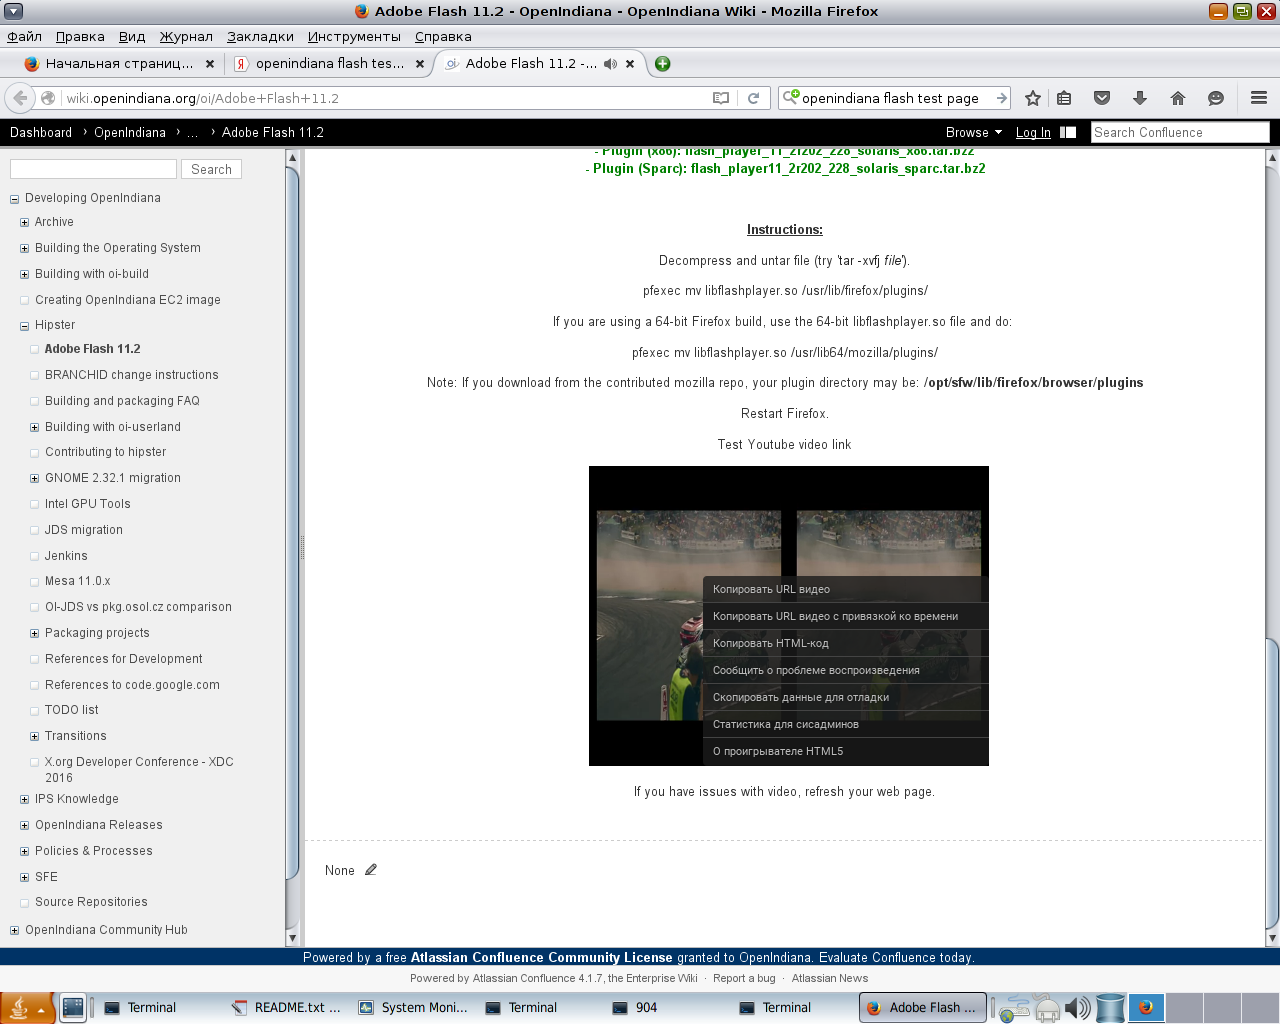 Adobe Flash 11.2 - OpenIndiana - OpenIndiana Wiki - Mozilla Firefox
Файл Правка Вид Журнал Закладки Инструменты Справка
Начальная страниц... openindiana flash tes... Adobe Flash 11.2 -...
wiki.openindiana.org/oi/Adobe+Flash+11.2 openindiana flash test page
Dashboard OpenIndiana ... Adobe Flash 11.2 Browse Log In Search Confluence
Search
Developing OpenIndiana
Archive
Building the Operating System
Building with oi-build
Creating OpenIndiana EC2 image
Hipster
Adobe Flash 11.2
BRANCHID change instructions
Building and packaging FAQ
Building with oi-userland
Contributing to hipster
GNOME 2.32.1 migration
Intel GPU Tools
JDS migration
Jenkins
Mesa 11.0.x
OI-JDS vs pkg.osol.cz comparison
Packaging projects
References for Development
References to code.google.com
TODO list
Transitions
X.org Developer Conference - XDC
2016
IPS Knowledge
OpenIndiana Releases
Policies & Processes
SFE
Source Repositories
OpenIndiana Community Hub
- Plugin (x86): flash_player_11_2r202_228_solaris_x86.tar.bz2
- Plugin (Sparc): flash_player11_2r202_228_solaris_sparc.tar.bz2
Instructions:
Decompress and untar file (try 'tar -xvfj file').
pfexec mv libflashplayer.so /usr/lib/firefox/plugins/
If you are using a 64-bit Firefox build, use the 64-bit libflashplayer.so file and do:
pfexec mv libflashplayer.so /usr/lib64/mozilla/plugins/
Note: If you download from the contributed mozilla repo, your plugin directory may be: /opt/sfw/lib/firefox/browser/plugins
Restart Firefox.
Test Youtube video link
Копировать URL видео
Копировать URL видео с привязкой ко времени
Копировать HTML-код
Сообщить о проблеме воспроизведения
Скопировать данные для отладки
Статистика для сисадминов
О проигрывателе HTML5
If you have issues with video, refresh your web page.
None
Powered by a free Atlassian Confluence Community License granted to OpenIndiana. Evaluate Confluence today.
Powered by Atlassian Confluence 4.1.7, the Enterprise Wiki · Report a bug · Atlassian News
Terminal README.txt ... System Moni... Terminal 904 Terminal Adobe Flash ...